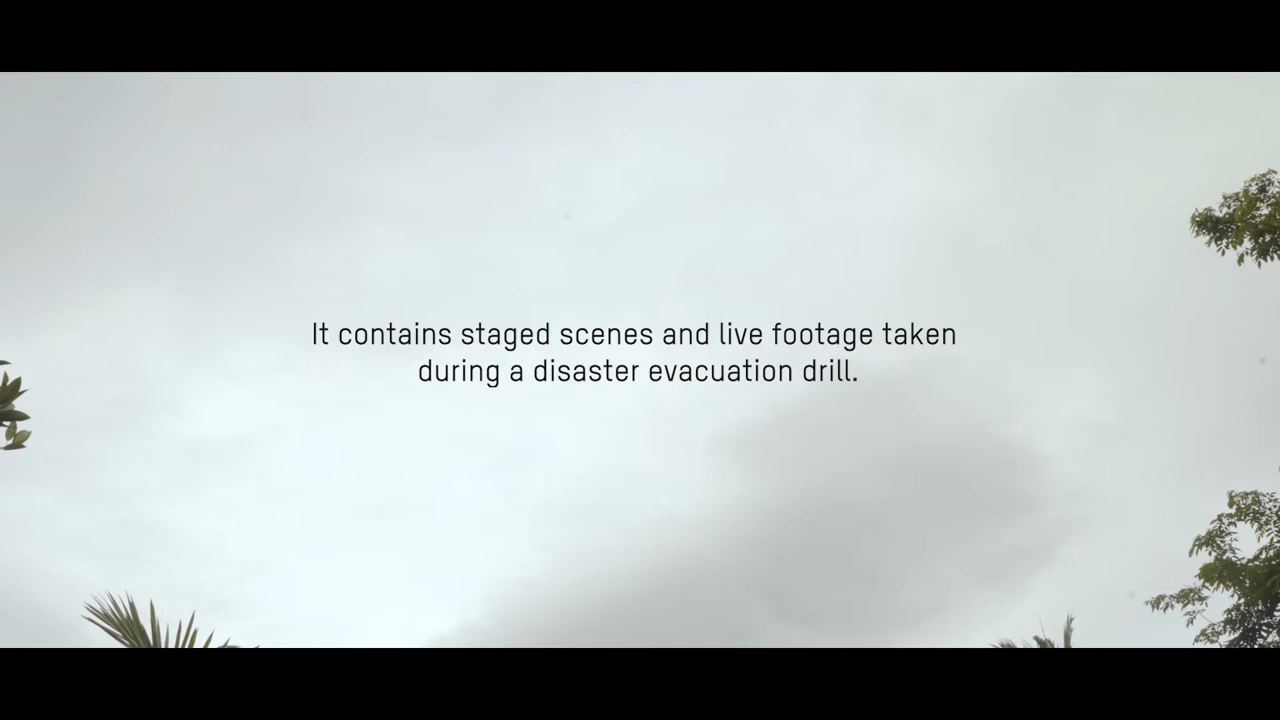 It contains staged scenes and live footage taken
during a disaster evacuation drill.